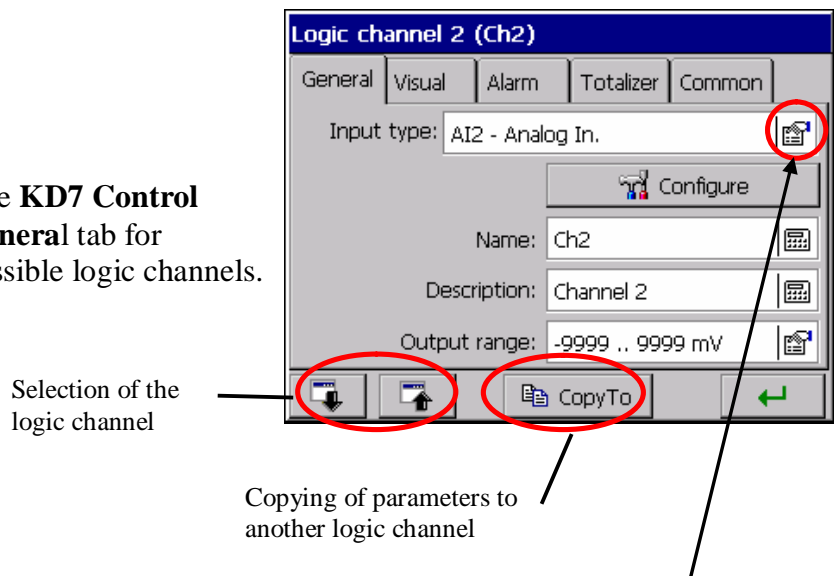 Logic channel 2 (Ch2)
General Visual Alarm Totalizer Common
Input type: AI2 - Analog In.
Configure
Name: Ch2
Description: Channel 2
Output range: -9999 .. 9999 mV
CopyTo
KD7 Control
tab for
logic channels.
Selection of the
logic channel
Copying of parameters to
another logic channel